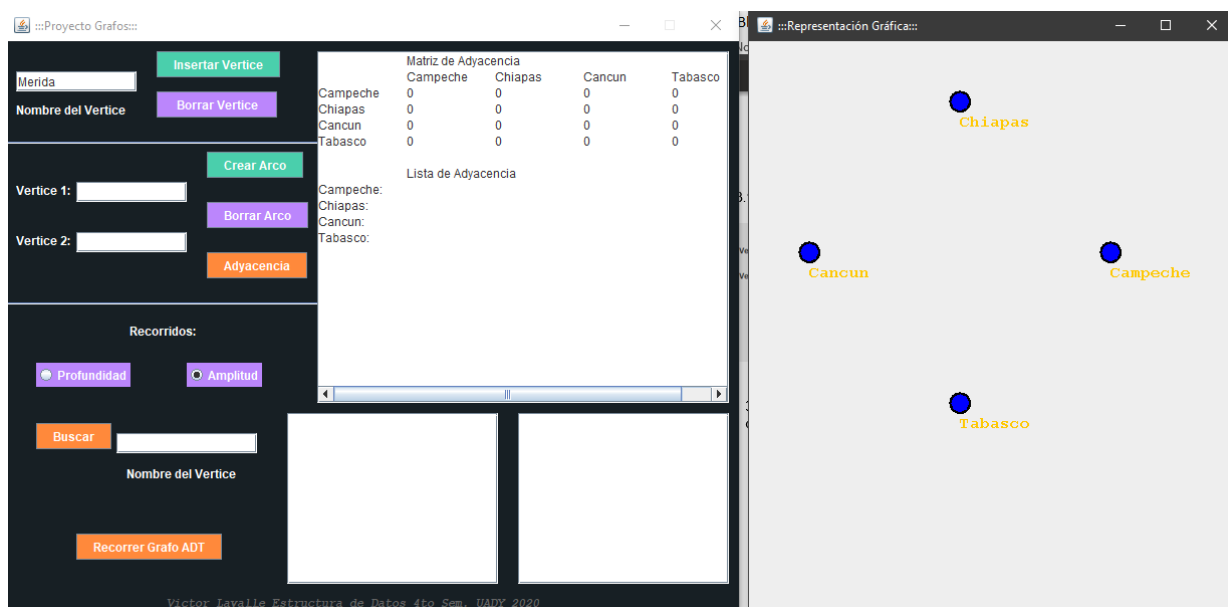 :::Proyecto Grafos:::
Merida
Insertar Vertice
Nombre del Vertice
Borrar Vertice
Crear Arco
Vertice 1:
Borrar Arco
Vertice 2:
Adyacencia
Recorridos:
Profundidad
Amplitud
Buscar
Nombre del Vertice
Recorrer Grafo ADT
Matriz de Adyacencia
Campeche Chiapas Cancun Tabasco
Campeche 0 0 0 0
Chiapas 0 0 0 0
Cancun 0 0 0 0
Tabasco 0 0 0 0
Lista de Adyacencia
Campeche:
Chiapas:
Cancun:
Tabasco:
Victor Lavalle Estructura de Datos 4to Sem. UADY 2020
:::Representación Gráfica:::
Chiapas
Cancun
Campeche
Tabasco